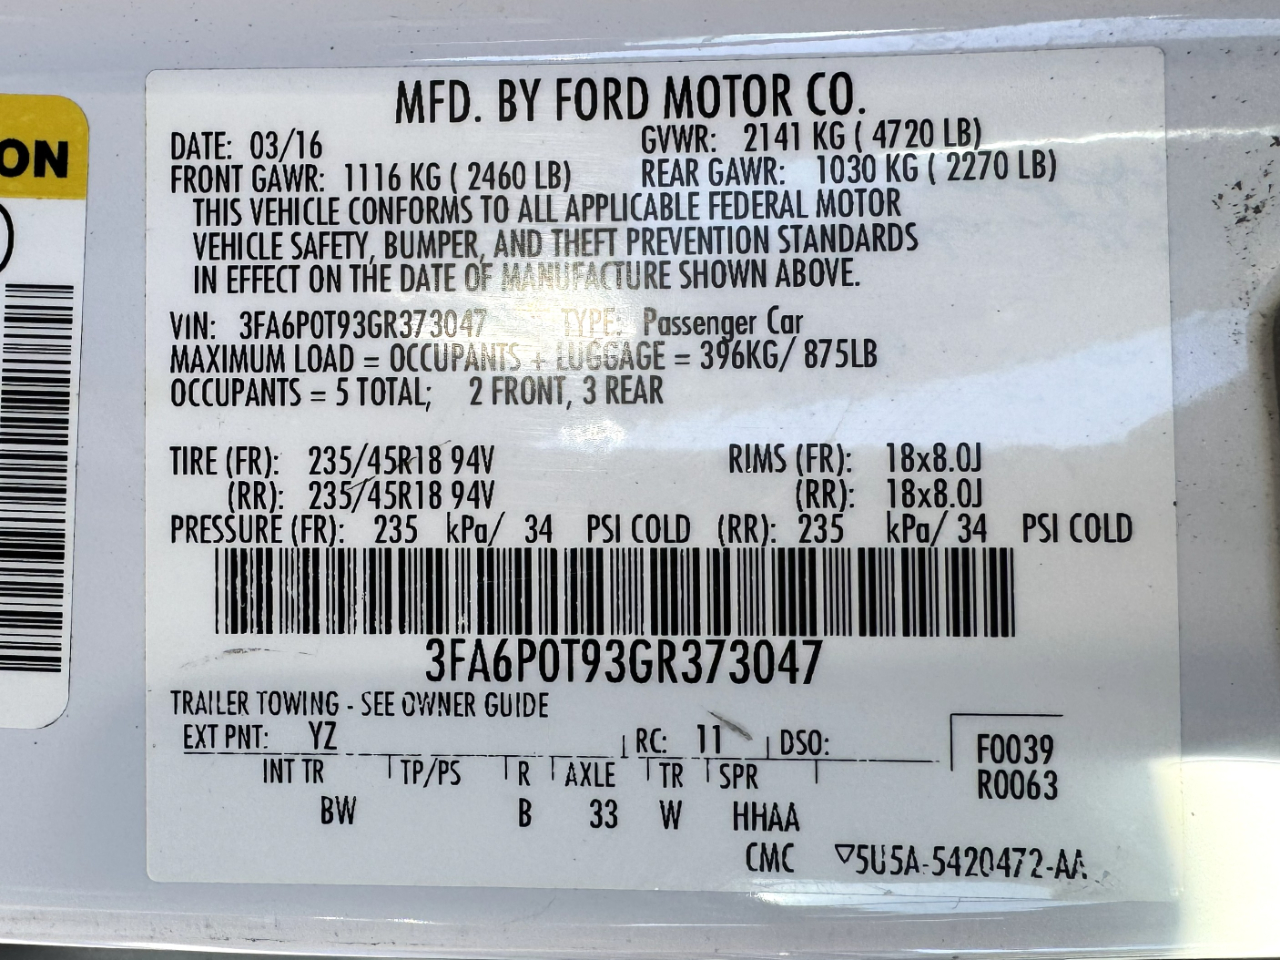 ON
MFD. BY FORD MOTOR CO.
DATE: 03/16 GVWR: 2141 KG ( 4720 LB)
FRONT GAWR: 1116 KG ( 2460 LB) REAR GAWR: 1030 KG ( 2270 LB)
THIS VEHICLE CONFORMS TO ALL APPLICABLE FEDERAL MOTOR
VEHICLE SAFETY, BUMPER, AND THEFT PREVENTION STANDARDS
IN EFFECT ON THE DATE OF MANUFACTURE SHOWN ABOVE.
VIN: 3FA6P0T93GR373047 TYPE: Passenger Car
MAXIMUM LOAD = OCCUPANTS + LUGGAGE = 396KG/ 875LB
OCCUPANTS = 5 TOTAL; 2 FRONT, 3 REAR
TIRE (FR): 235/45R18 94V RIMS (FR): 18x8.0J
(RR): 235/45R18 94V (RR): 18x8.0J
PRESSURE (FR): 235 kPa/ 34 PSI COLD (RR): 235 kPa/ 34 PSI COLD
3FA6P0T93GR373047
TRAILER TOWING - SEE OWNER GUIDE
EXT PNT: YZ RC: 11 DSO: F0039
INT TR TP/PS R AXLE TR SPR R0063
BW B 33 W HHAA
CMC ▽5U5A-5420472-AA